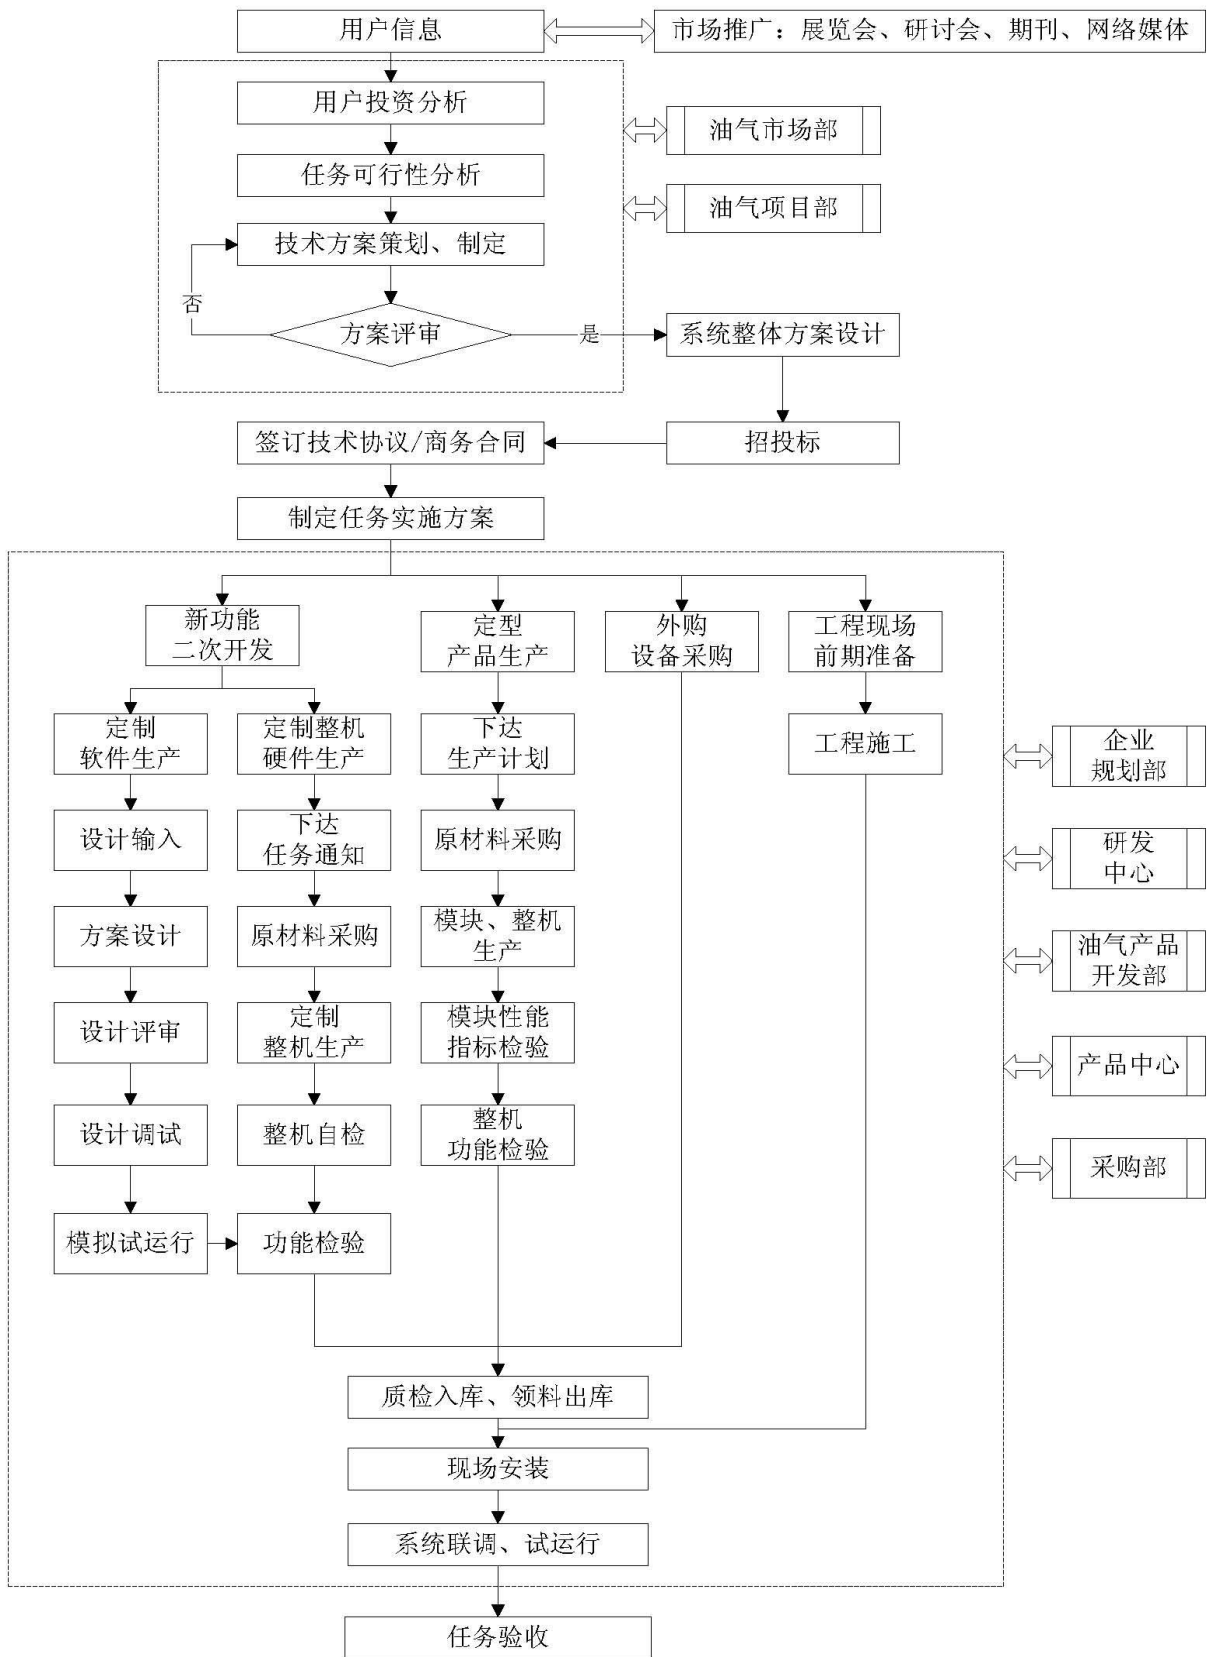 用户信息
市场推广：展览会、研讨会、期刊、网络媒体
用户投资分析
油气市场部
任务可行性分析
油气项目部
技术方案策划、制定
否
方案评审
是
系统整体方案设计
签订技术协议/商务合同
招投标
制定任务实施方案
新功能
二次开发
定型
产品生产
外购
设备采购
工程现场
前期准备
定制
软件生产
定制整机
硬件生产
下达
生产计划
工程施工
企业
规划部
设计输入
下达
任务通知
原材料采购
研发
中心
方案设计
原材料采购
模块、整机
生产
油气产品
开发部
设计评审
定制
整机生产
模块性能
指标检验
产品中心
设计调试
整机自检
整机
功能检验
采购部
模拟试运行
功能检验
质检入库、领料出库
现场安装
系统联调、试运行
任务验收